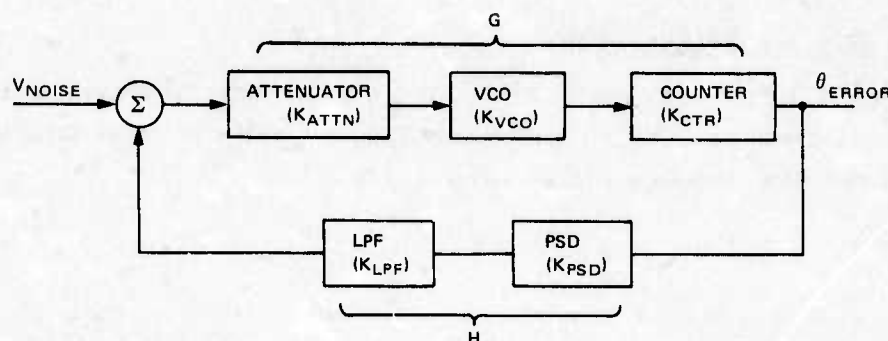 G
V_NOISE
Σ
ATTENUATOR
(K_ATTN)
VCO
(K_VCO)
COUNTER
(K_CTR)
θ_ERROR
LPF
(K_LPF)
PSD
(K_PSD)
H